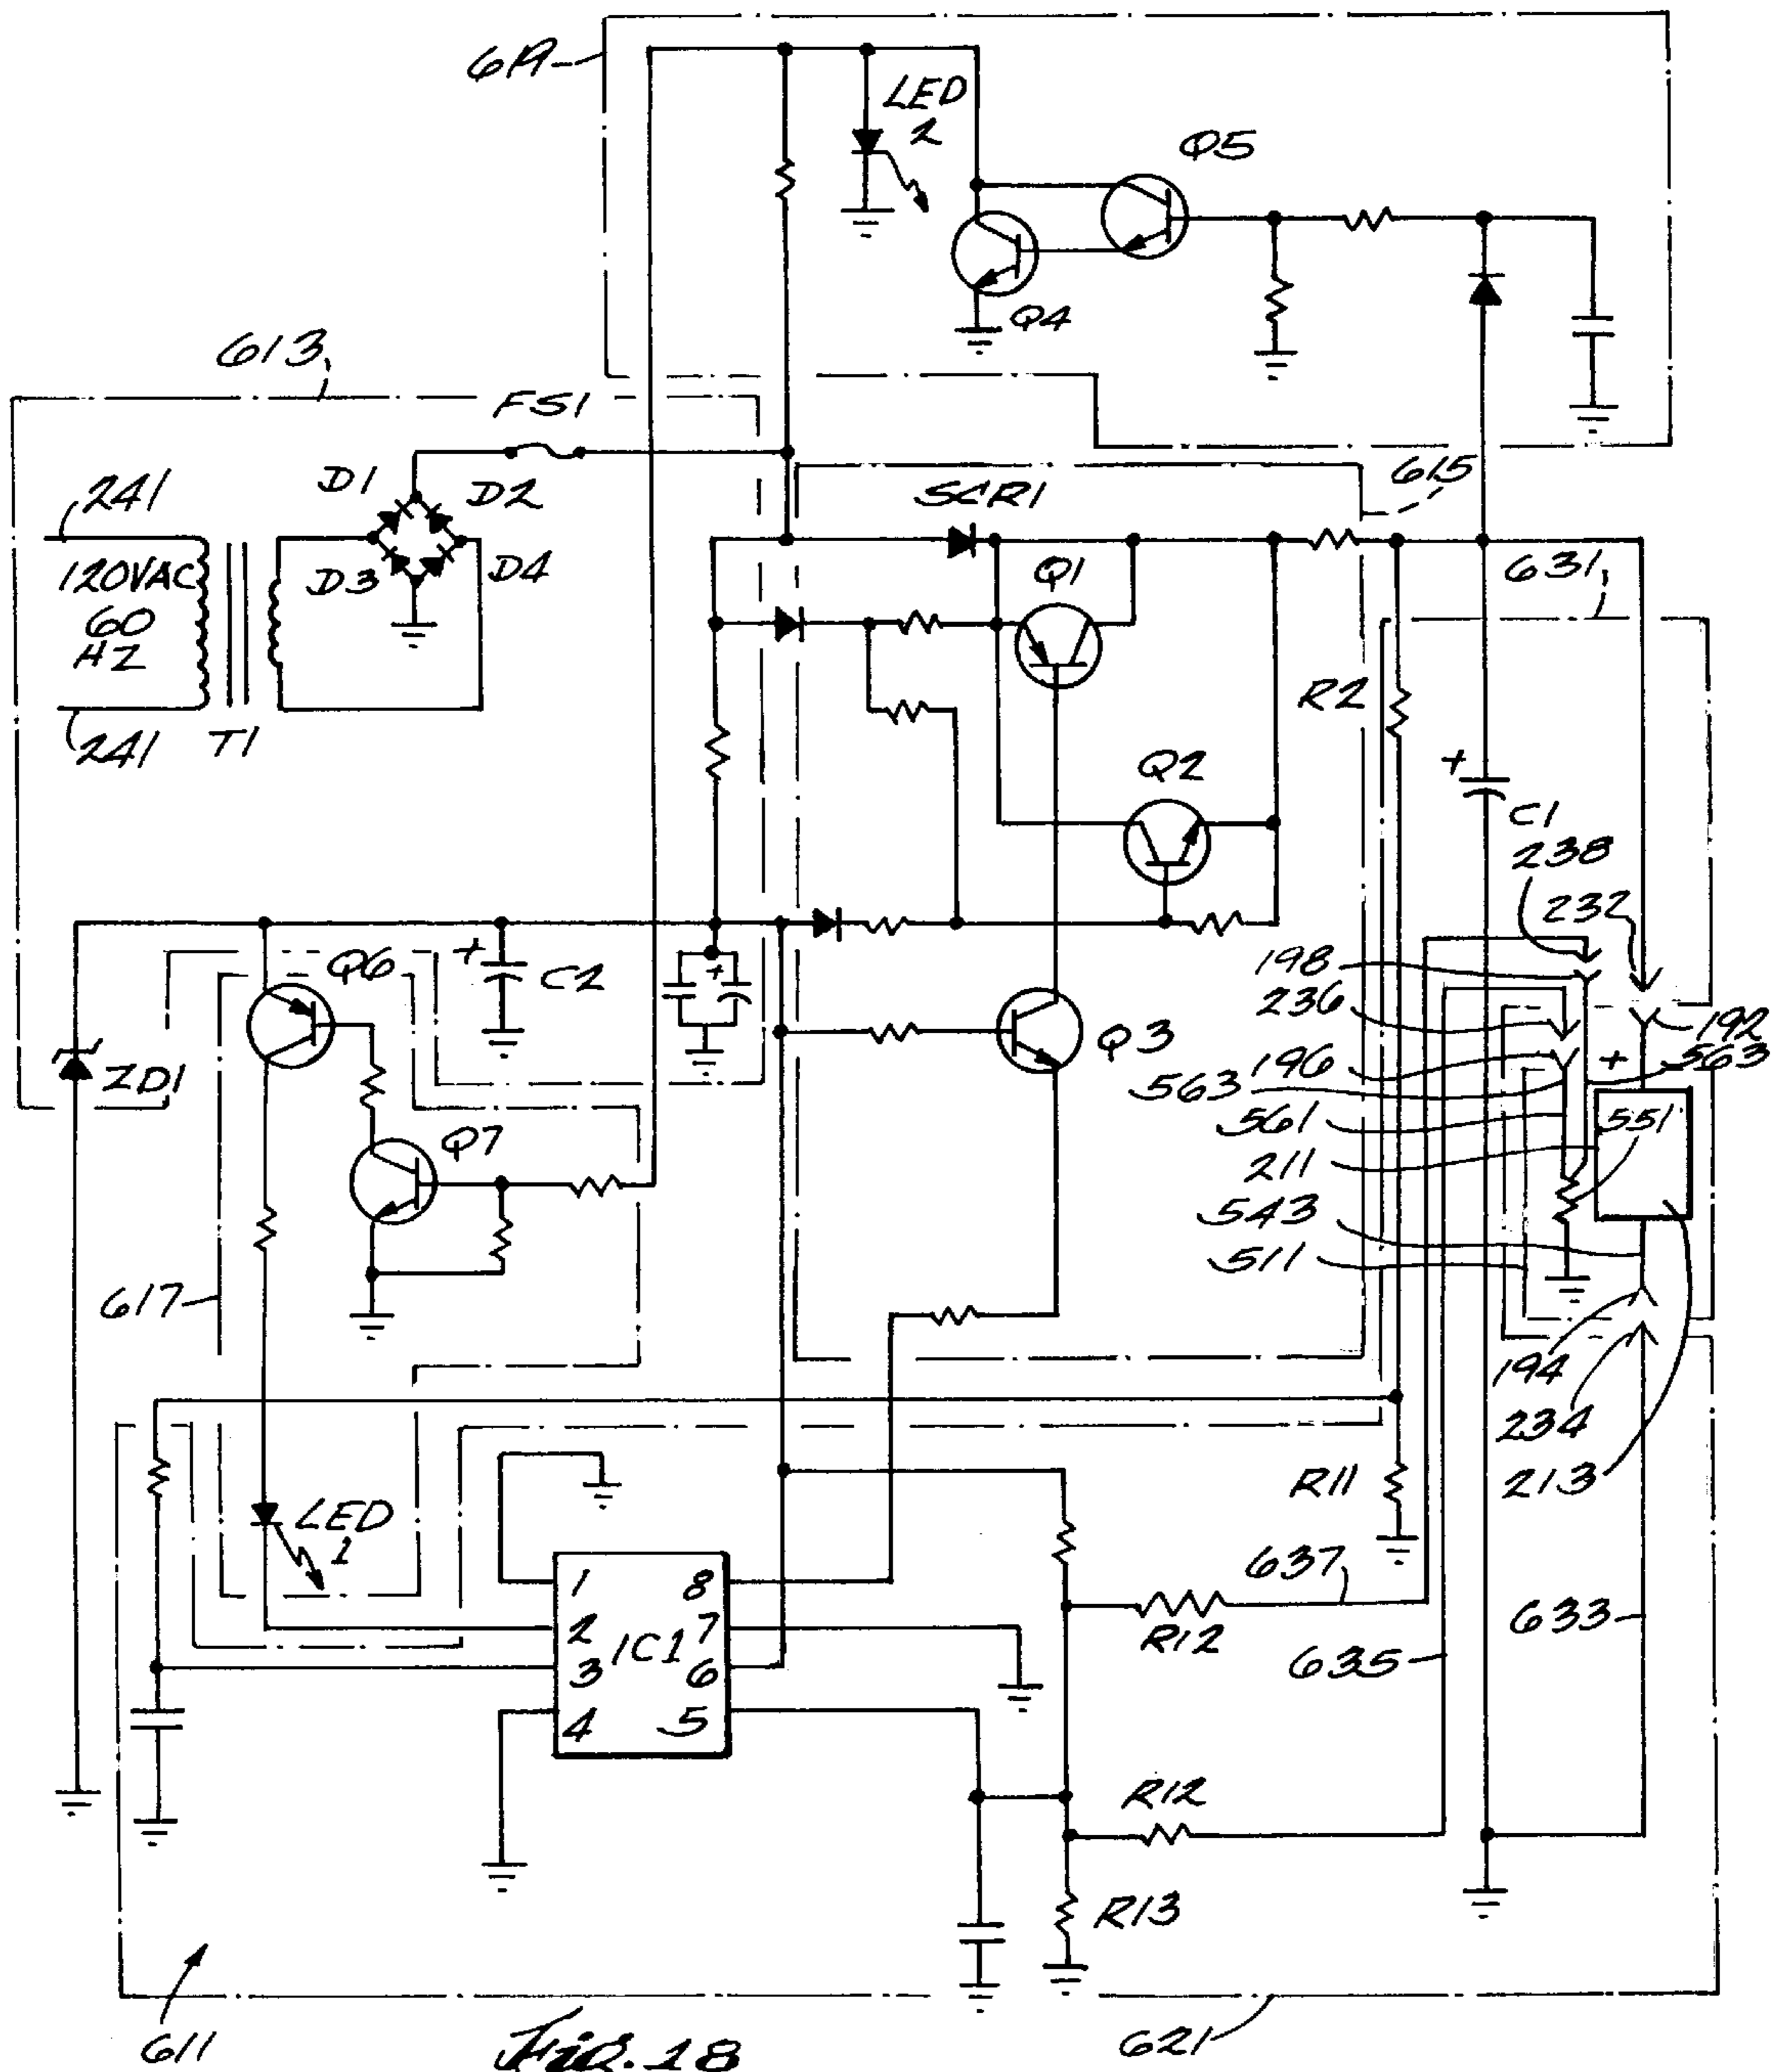 619
LED
2
Q5
Q4
613
FS1
241
D1
D2
SCR1
615
120VAC
60
HZ
D3
D4
Q1
631
241
T1
R2
Q2
+
C1
238
232
Q6
+
C2
+
198
236
192
ZD1
Q3
196
+
563
563
561
551
211
Q7
543
511
617
194
234
213
R11
LED
1
637
1
8
2
7
IC1
R12
633
3
6
635
4
5
R12
R13
611
Fig. 18
621